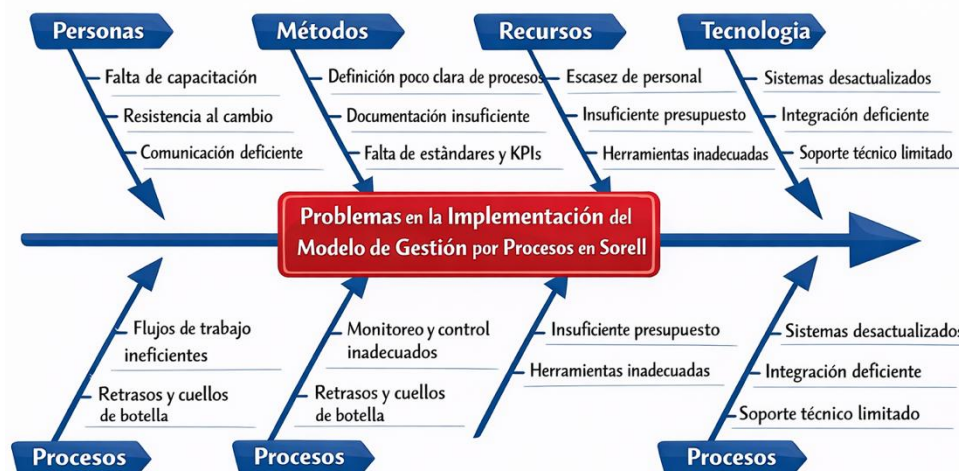 Personas
Métodos
Recursos
Tecnologia
Falta de capacitación
Resistencia al cambio
Comunicación deficiente
Definición poco clara de procesos
Documentación insuficiente
Falta de estàndares y KPIs
Escasez de personal
Insuficiente presupuesto
Herramientas inadecuadas
Sistemas desactualizados
Integración deficiente
Soporte técnico limitado
Problemas en la Implementación del
Modelo de Gestión por Procesos en Sorell
Flujos de trabajo
ineficientes
Retrasos y cuellos
de botella
Monitoreo y control
inadecuados
Retrasos y cuellos
de botella
Insuficiente presupuesto
Herramientas inadecuadas
Sistemas desactualizados
Integración deficiente
Soporte técnico limitado
Procesos
Procesos
Procesos